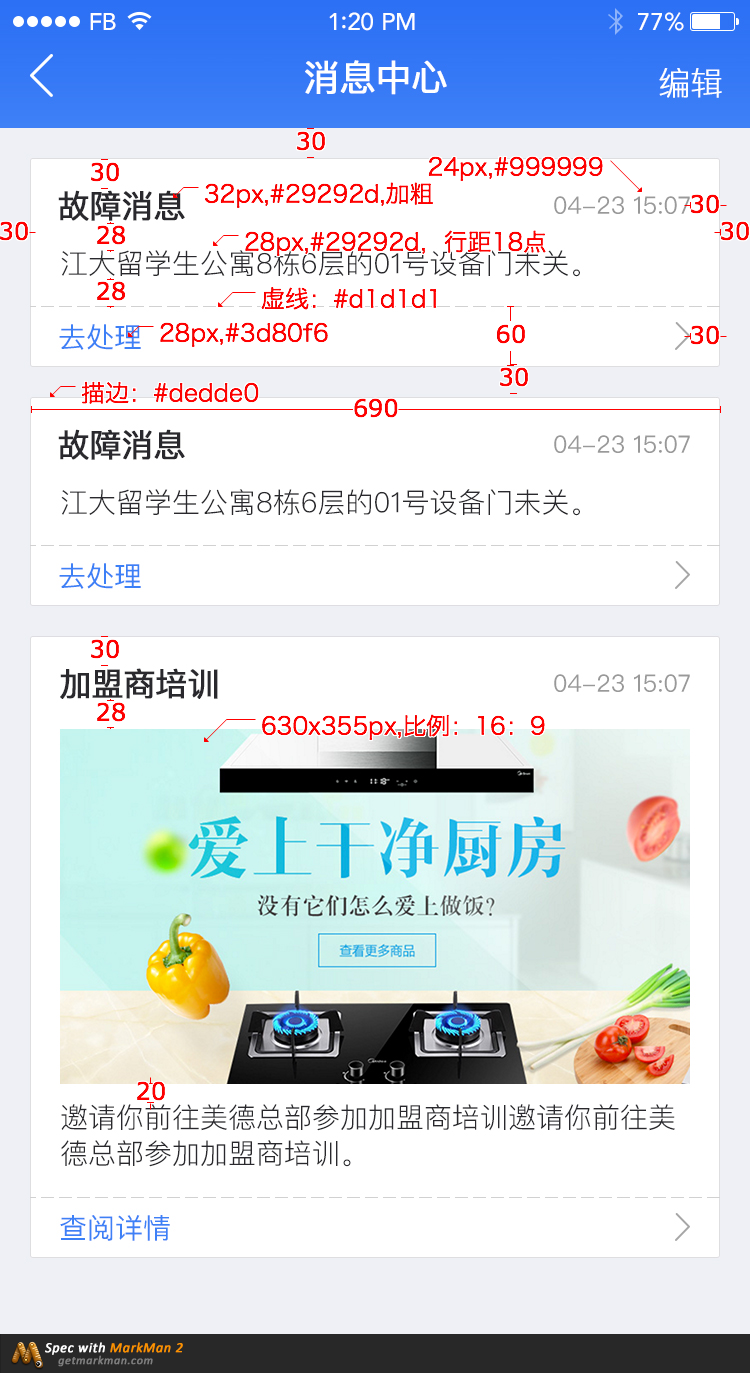 FB 1:20 PM 77%
消息中心 编辑
30
30 24px,#999999
故障消息 32px,#29292d,加粗 04-23 15:07 30
30 28 28px,#29292d，行距18点 30
江大留学生公寓8栋6层的01号设备门未关。
28 虚线：#d1d1d1
去处理 28px,#3d80f6 60 30
30
描边：#dedde0
690
故障消息 04-23 15:07
江大留学生公寓8栋6层的01号设备门未关。
去处理
30
加盟商培训 04-23 15:07
28
630x355px,比例：16：9
爱上干净厨房
没有它们怎么爱上做饭?
查看更多商品
20
邀请你前往美德总部参加加盟商培训邀请你前往美
德总部参加加盟商培训。
查阅详情
Spec with MarkMan 2
getmarkman.com